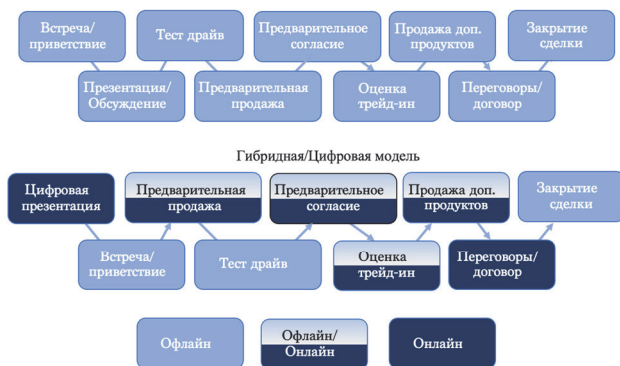 Встреча/
приветствие
Тест драйв
Предварительное
согласие
Продажа доп.
продуктов
Закрытие
сделки
Презентация/
Обсуждение
Предварительная
продажа
Оценка
трейд-ин
Переговоры/
договор
Гибридная/Цифровая модель
Цифровая
презентация
Предварительная
продажа
Предварительное
согласие
Продажа доп.
продуктов
Закрытие
сделки
Встреча/
приветствие
Тест драйв
Оценка
трейд-ин
Переговоры/
договор
Офлайн
Офлайн/
Онлайн
Онлайн